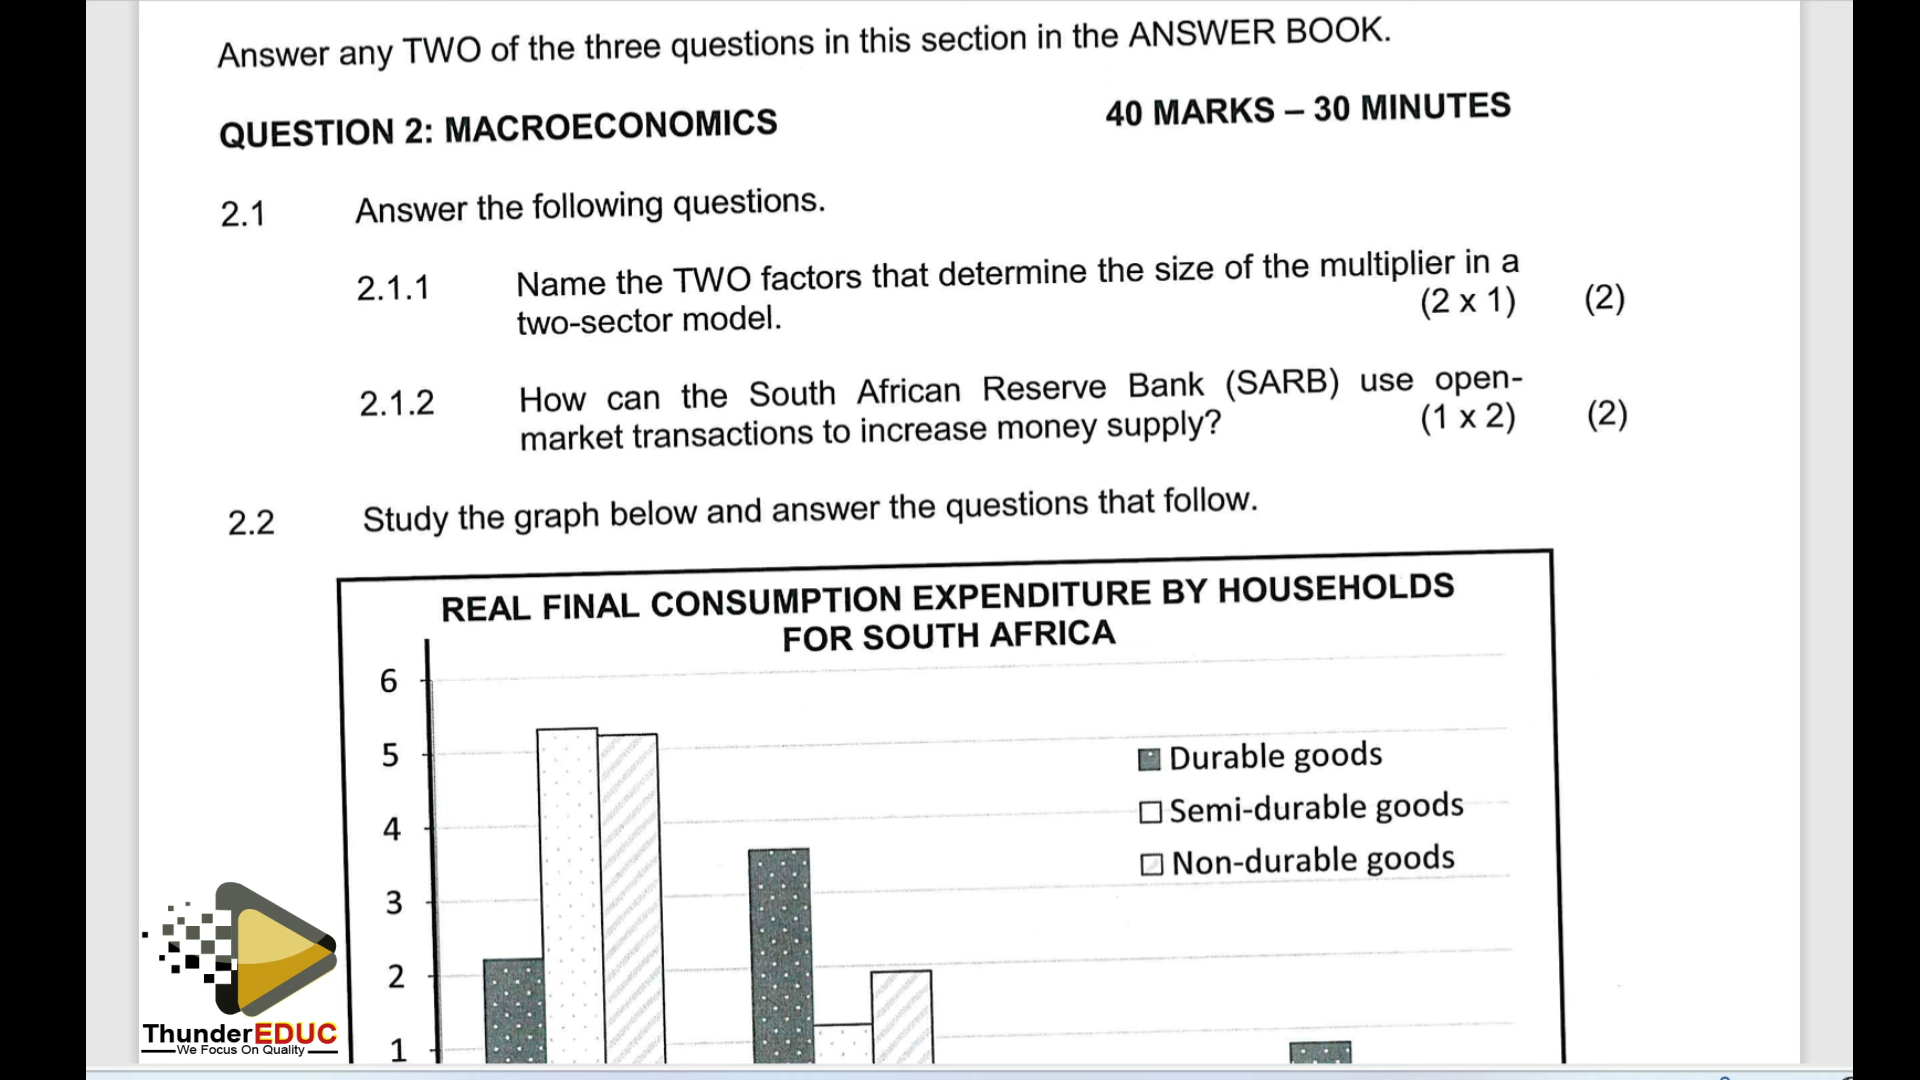 Answer any TWO of the three questions in this section in the ANSWER BOOK.
QUESTION 2: MACROECONOMICS 40 MARKS – 30 MINUTES
2.1 Answer the following questions.
2.1.1 Name the TWO factors that determine the size of the multiplier in a
two-sector model. (2 x 1) (2)
2.1.2 How can the South African Reserve Bank (SARB) use open-
market transactions to increase money supply? (1 x 2) (2)
2.2 Study the graph below and answer the questions that follow.
REAL FINAL CONSUMPTION EXPENDITURE BY HOUSEHOLDS
FOR SOUTH AFRICA
6
5
Durable goods
4
Semi-durable goods
Non-durable goods
3
2
1
ThunderEDUC
We Focus On Quality